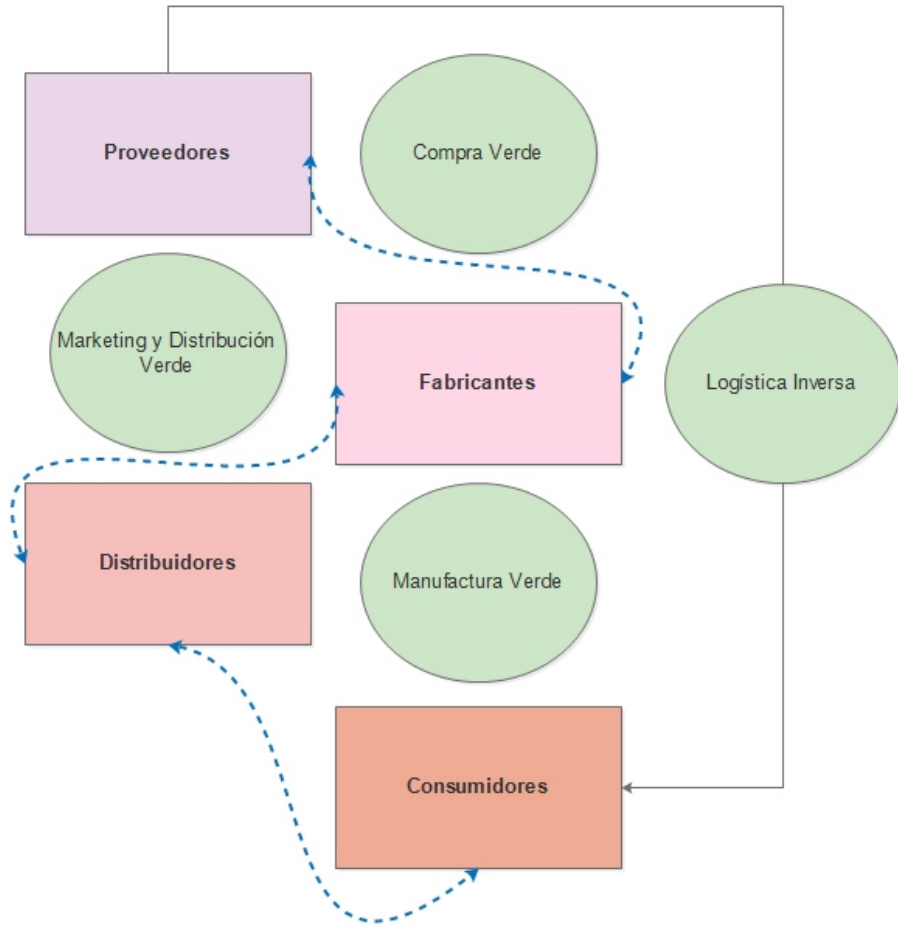 Proveedores
Compra Verde
Marketing y Distribución
Verde
Fabricantes
Logística Inversa
Distribuidores
Manufactura Verde
Consumidores